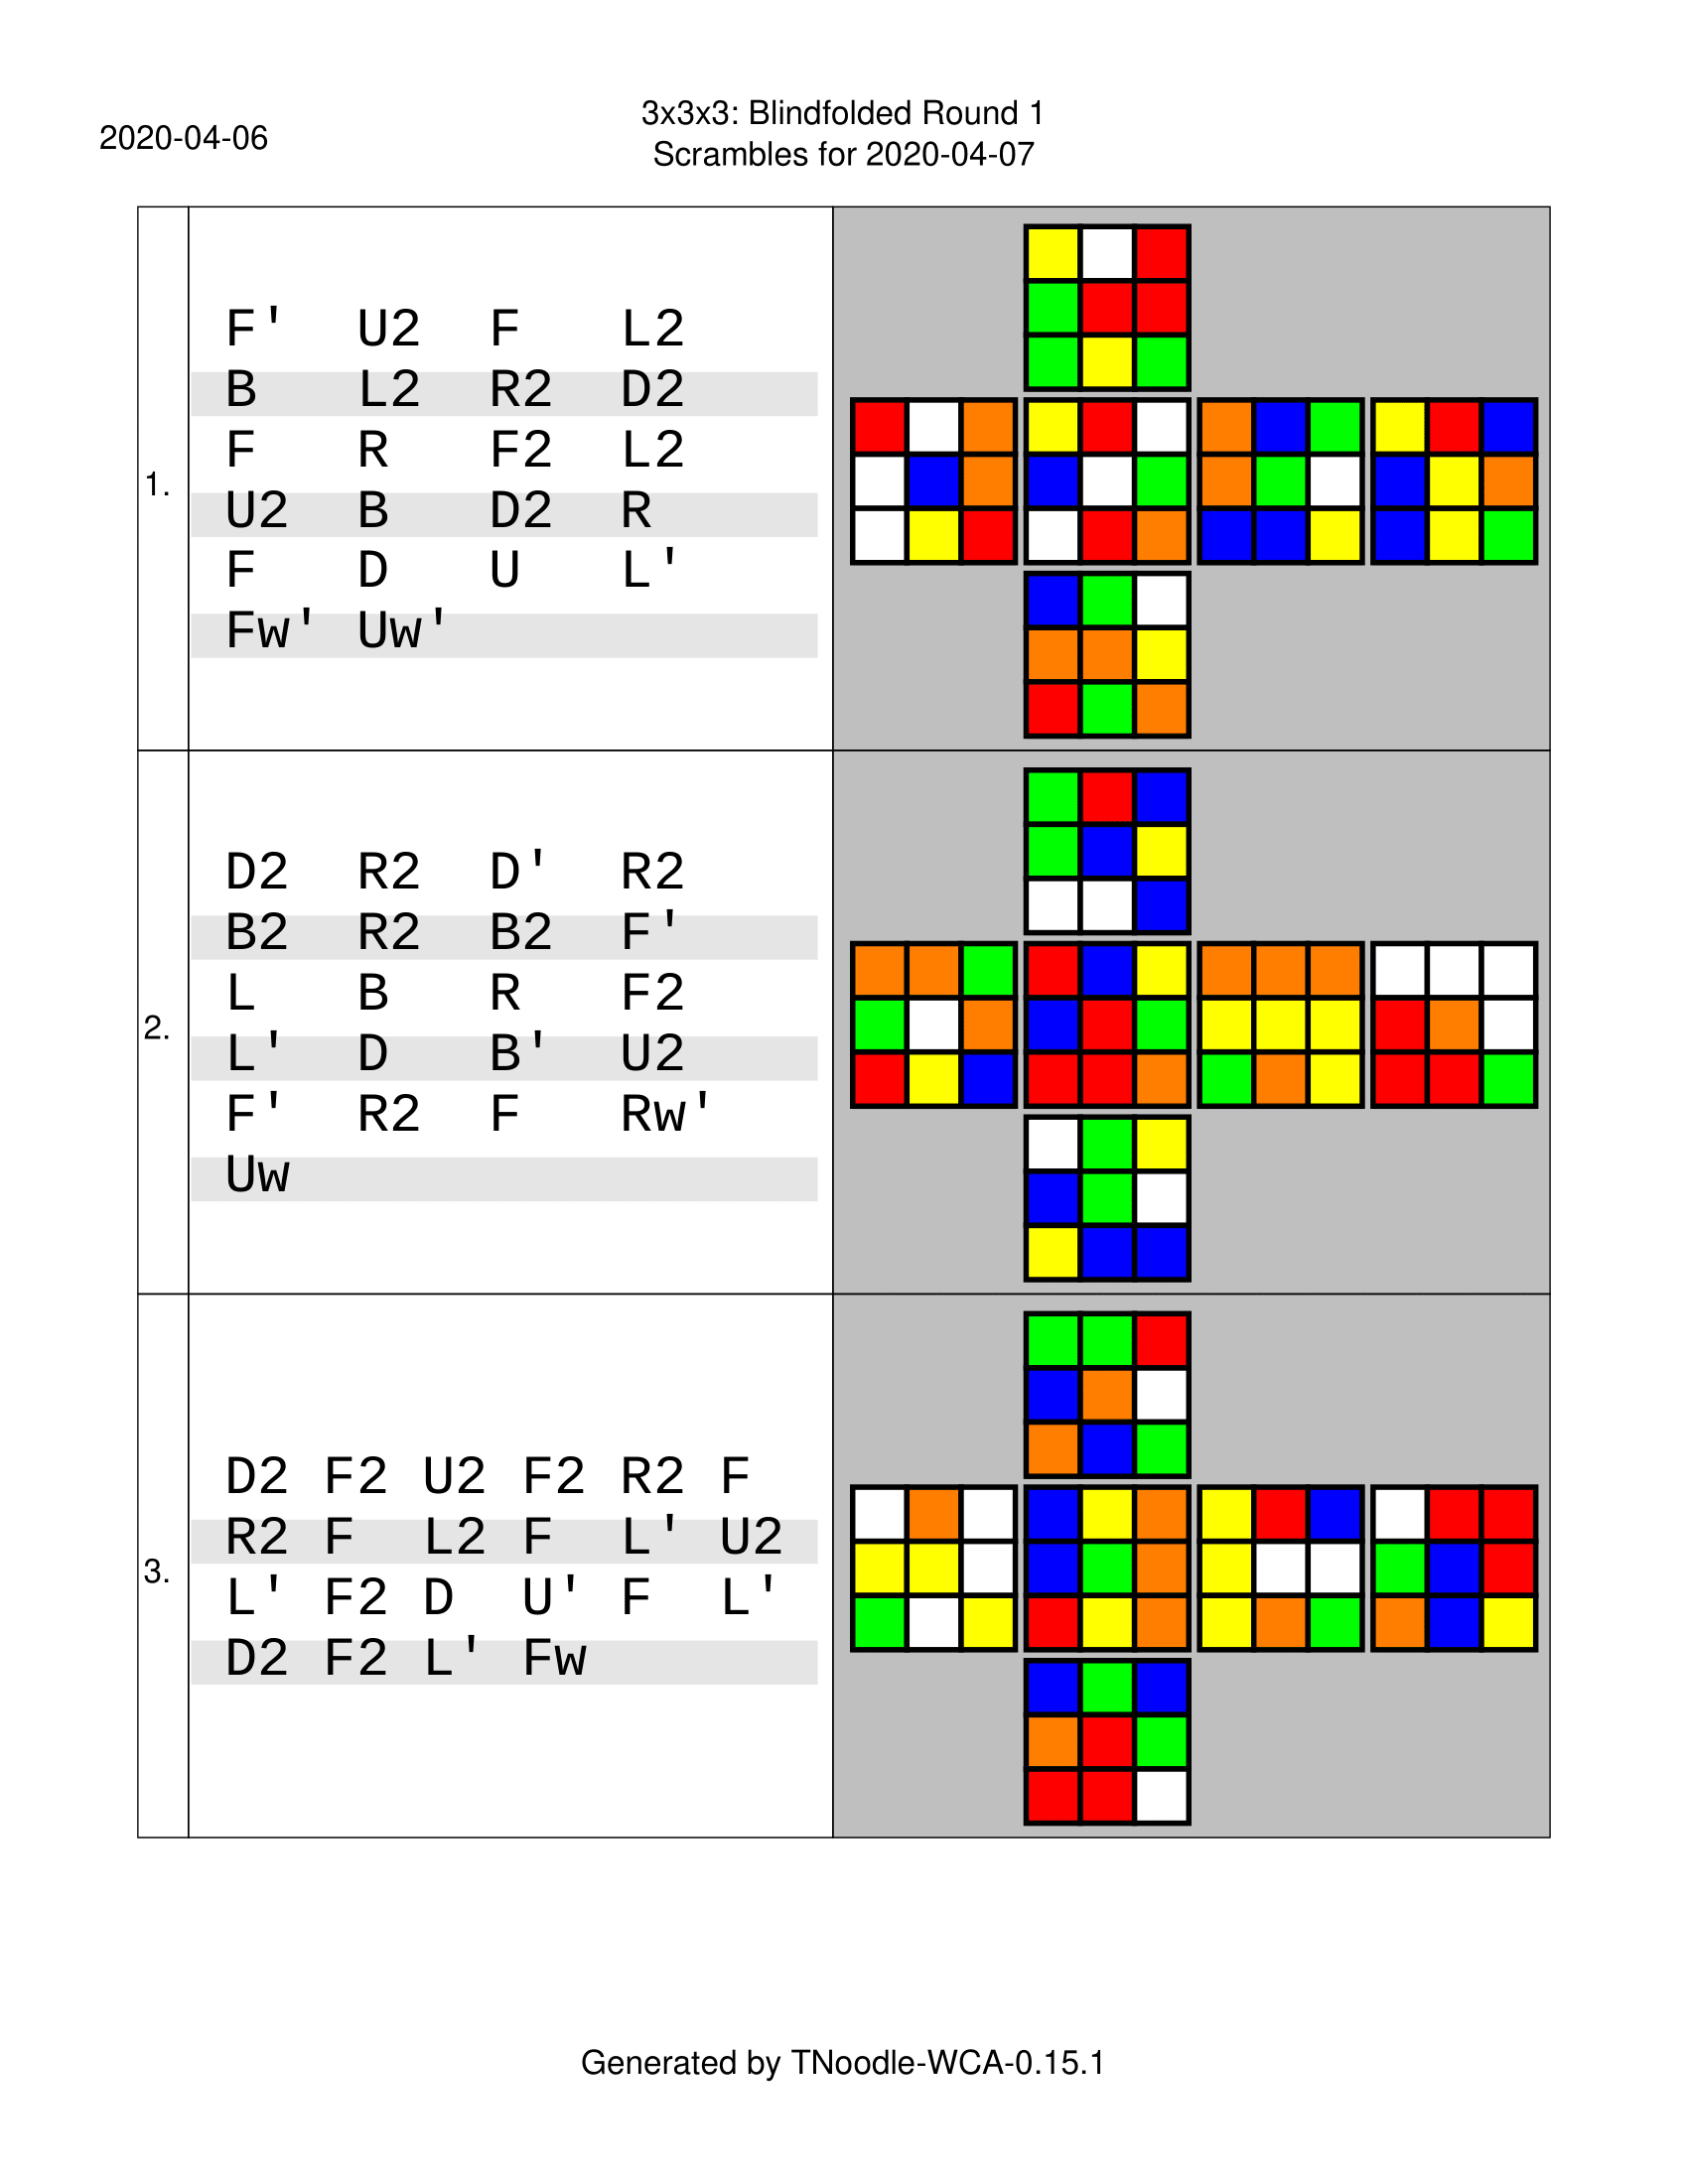 3x3x3: Blindfolded Round 1
2020-04-06
Scrambles for 2020-04-07
1.
F' U2 F L2
B L2 R2 D2
F R F2 L2
U2 B D2 R
F D U L'
Fw' Uw'
2.
D2 R2 D' R2
B2 R2 B2 F'
L B R F2
L' D B' U2
F' R2 F Rw'
Uw
3.
D2 F2 U2 F2 R2 F
R2 F L2 F L' U2
L' F2 D U' F L'
D2 F2 L' Fw
Generated by TNoodle-WCA-0.15.1